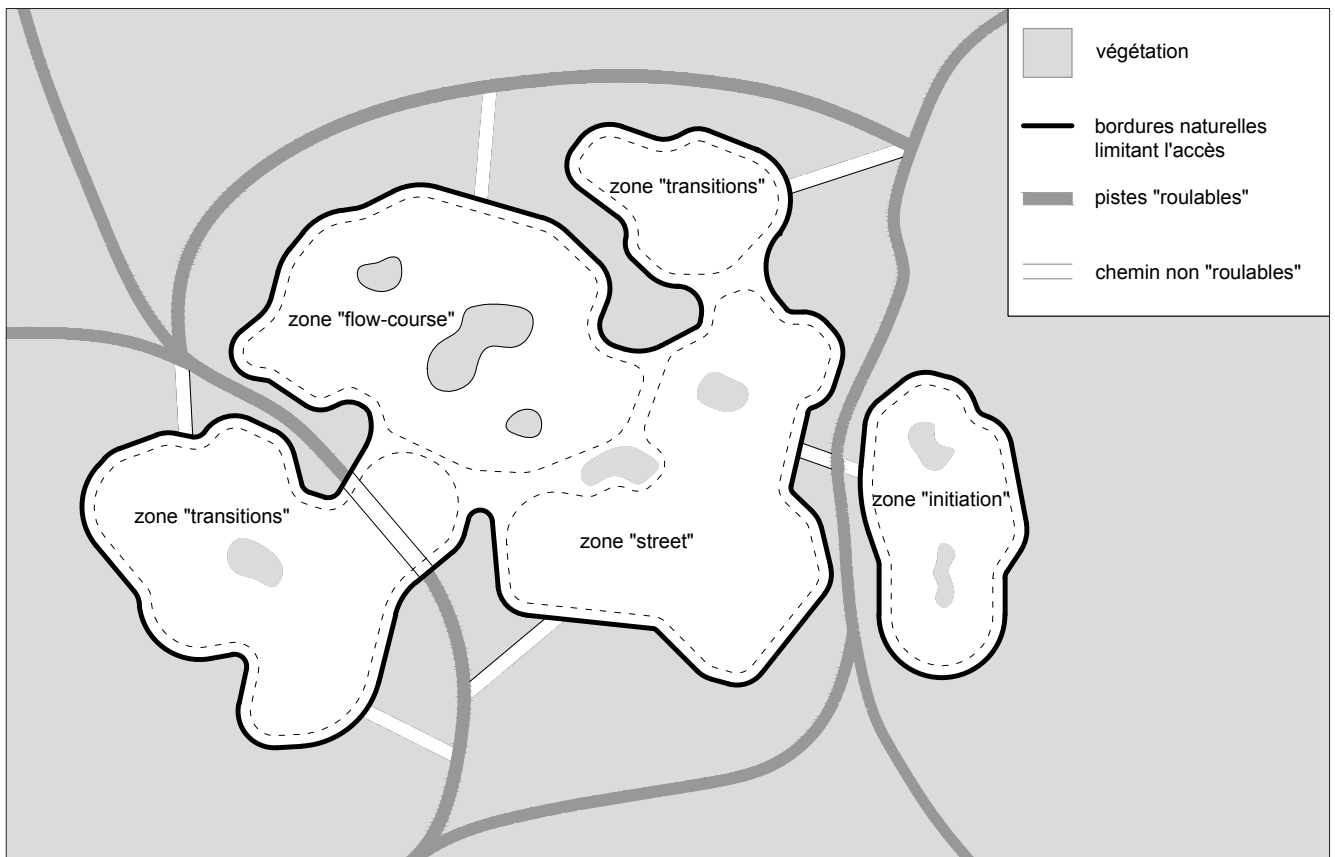 végétation
bordures naturelles
limitant l'accès
pistes "roulables"
chemin non "roulables"
zone "transitions"
zone "flow-course"
zone "transitions"
zone "initiation"
zone "street"